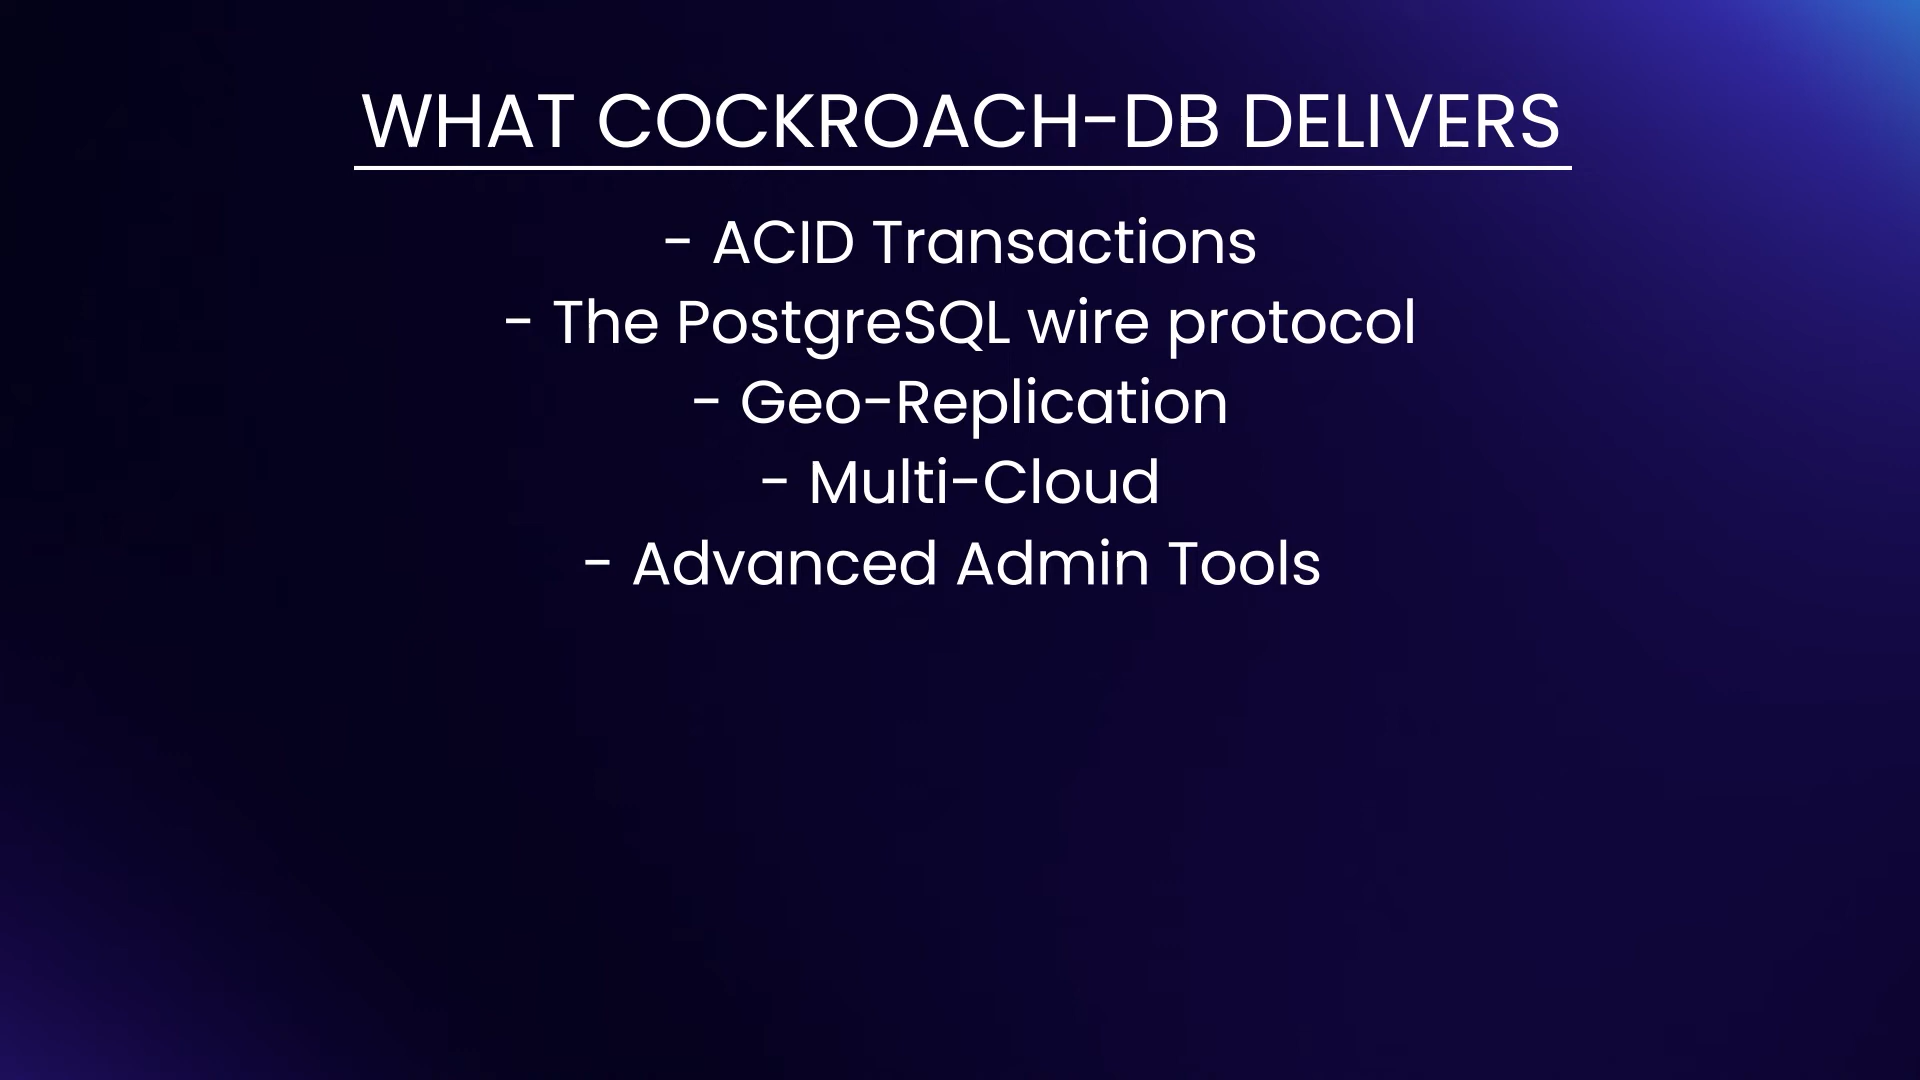 WHAT COCKROACH-DB DELIVERS
- ACID Transactions
- The PostgreSQL wire protocol
- Geo-Replication
- Multi-Cloud
- Advanced Admin Tools